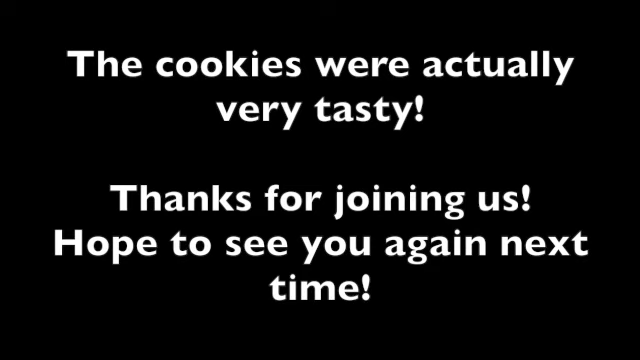 The cookies were actually
very tasty!
Thanks for joining us!
Hope to see you again next
time!